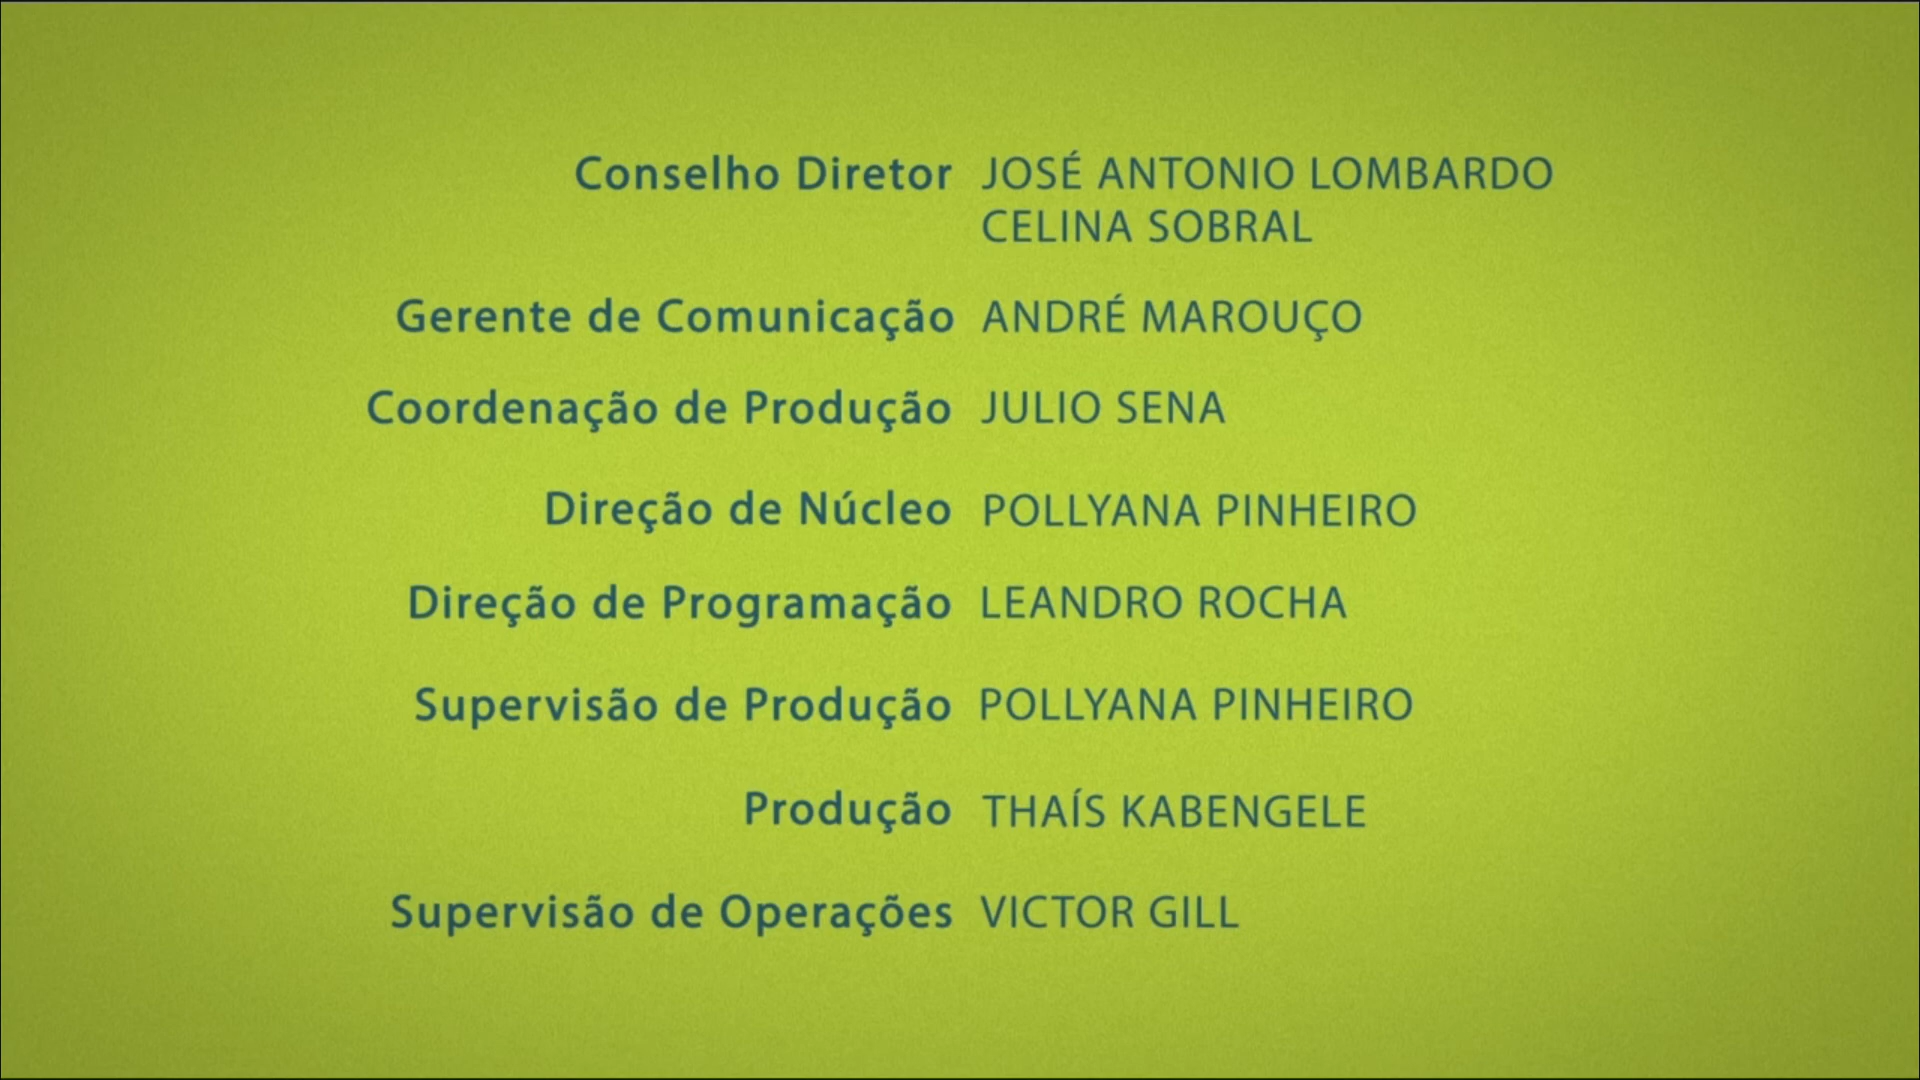 Conselho Diretor JOSÉ ANTONIO LOMBARDO
CELINA SOBRAL
Gerente de Comunicação ANDRÉ MAROUÇO
Coordenação de Produção JULIO SENA
Direção de Núcleo POLLYANA PINHEIRO
Direção de Programação LEANDRO ROCHA
Supervisão de Produção POLLYANA PINHEIRO
Produção THAÍS KABENGELE
Supervisão de Operações VICTOR GILL